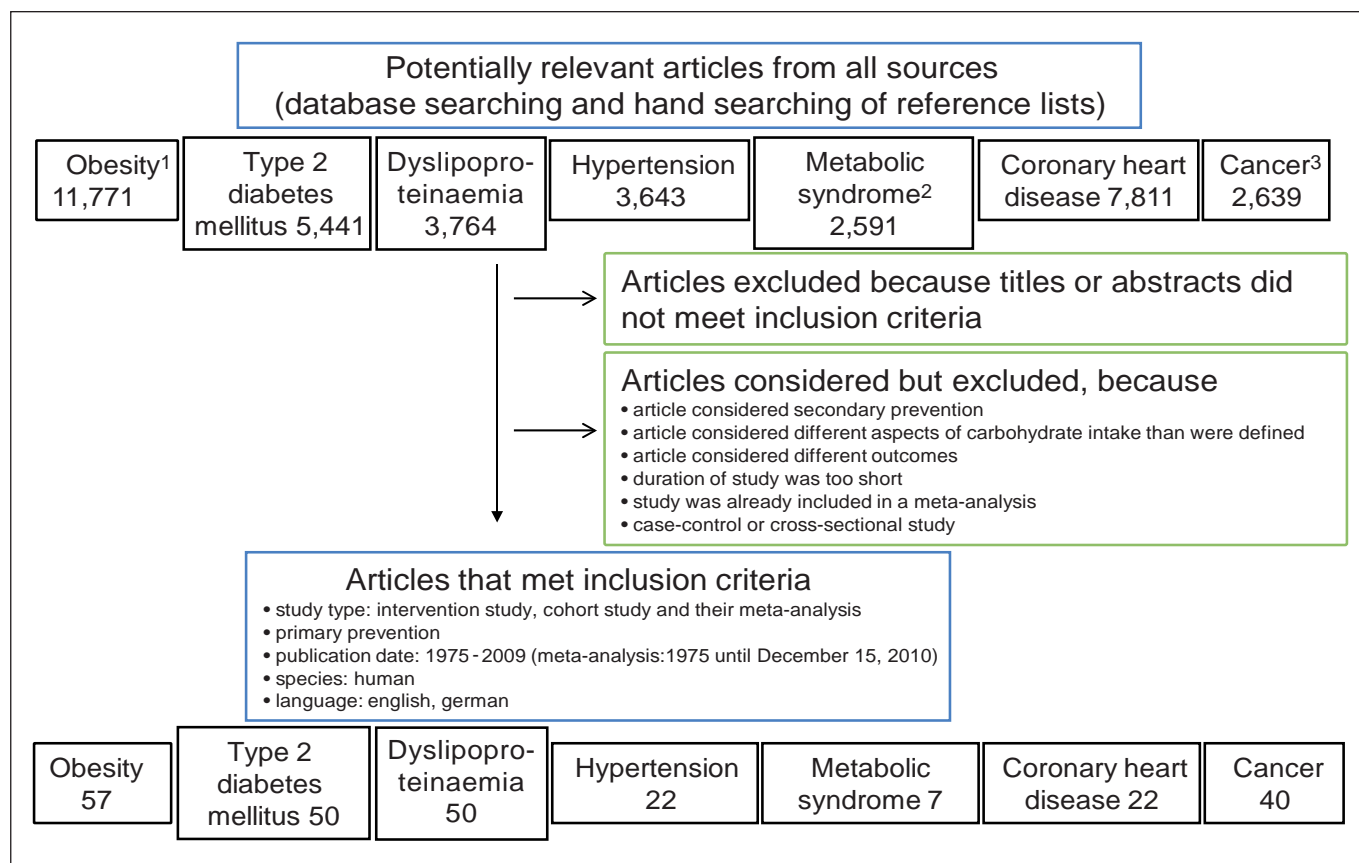 Potentially relevant articles from all sources
(database searching and hand searching of reference lists)
Obesity1
11,771
Type 2
diabetes
mellitus 5,441
Dyslipopro-
teinaemia
3,764
Hypertension
3,643
Metabolic
syndrome2
2,591
Coronary heart
disease 7,811
Cancer3
2,639
Articles excluded because titles or abstracts did
not meet inclusion criteria
Articles considered but excluded, because
• article considered secondary prevention
• article considered different aspects of carbohydrate intake than were defined
• article considered different outcomes
• duration of study was too short
• study was already included in a meta-analysis
• case-control or cross-sectional study
Articles that met inclusion criteria
• study type: intervention study, cohort study and their meta-analysis
• primary prevention
• publication date: 1975 - 2009 (meta-analysis:1975 until December 15, 2010)
• species: human
• language: english, german
Obesity
57
Type 2
diabetes
mellitus 50
Dyslipopro-
teinaemia
50
Hypertension
22
Metabolic
syndrome 7
Coronary heart
disease 22
Cancer
40